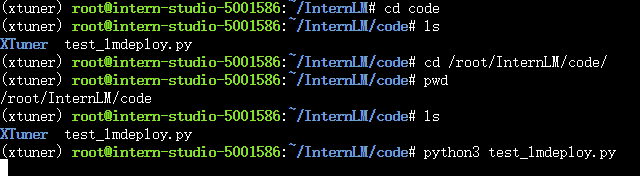 (xtuner) root@intern-studio-5001586:~/InternLM# cd code
(xtuner) root@intern-studio-5001586:~/InternLM/code# ls
XTuner  test_lmdeploy.py
(xtuner) root@intern-studio-5001586:~/InternLM/code# cd /root/InternLM/code/
(xtuner) root@intern-studio-5001586:~/InternLM/code# pwd
/root/InternLM/code
(xtuner) root@intern-studio-5001586:~/InternLM/code# ls
XTuner  test_lmdeploy.py
(xtuner) root@intern-studio-5001586:~/InternLM/code# python3 test_lmdeploy.py